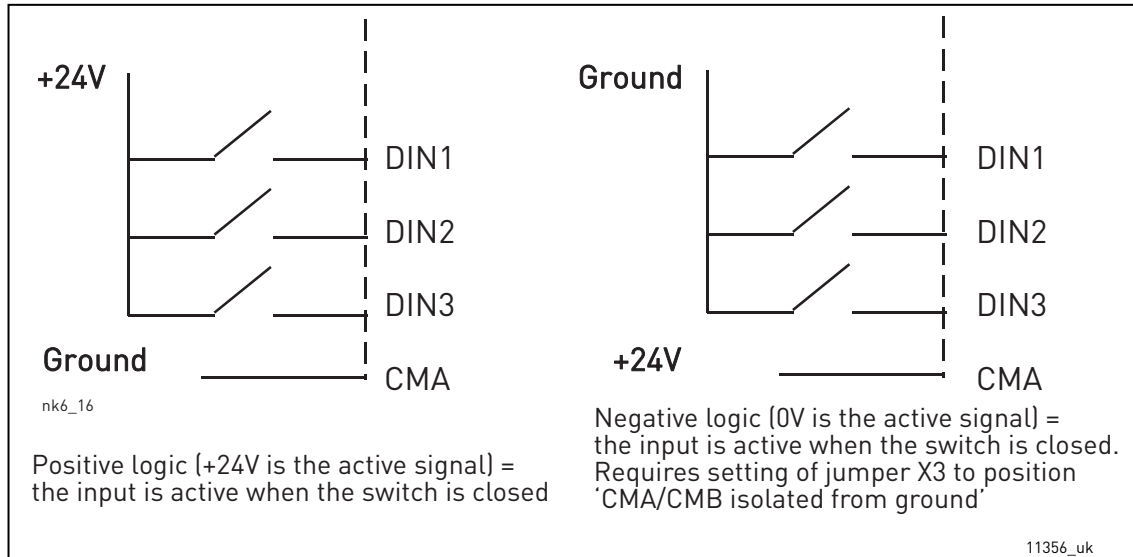 +24V
DIN1
DIN2
DIN3
Ground
CMA
nk6_16
Positive logic (+24V is the active signal) =
the input is active when the switch is closed
Ground
DIN1
DIN2
DIN3
+24V
CMA
Negative logic (0V is the active signal) =
the input is active when the switch is closed.
Requires setting of jumper X3 to position
‘CMA/CMB isolated from ground’
11356_uk